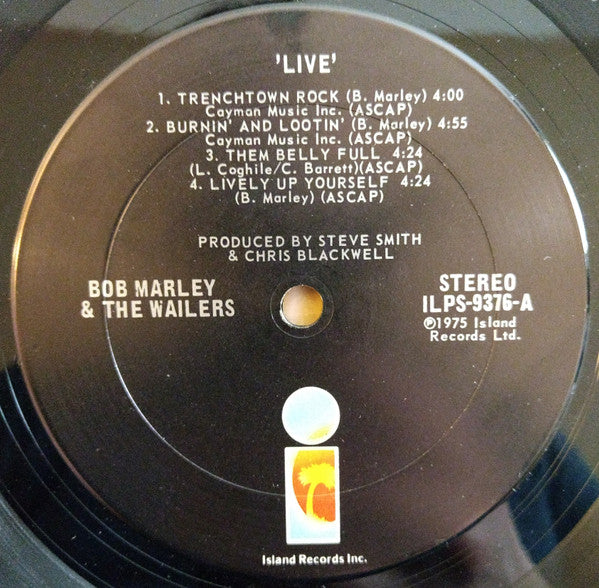 'LIVE'
1. TRENCHTOWN ROCK (B. Marley) 4:00
Cayman Music Inc. (ASCAP)
2. BURNIN' AND LOOTIN' (B. Marley) 4:55
Cayman Music Inc. (ASCAP)
3. THEM BELLY FULL 4:24
(L. Coghile/C. Barrett)(ASCAP)
4. LIVELY UP YOURSELF 4:24
(B. Marley) (ASCAP)
PRODUCED BY STEVE SMITH
& CHRIS BLACKWELL
BOB MARLEY
& THE WAILERS
STEREO
ILPS-9376-A
℗1975 Island
Records Ltd.
i
Island Records Inc.